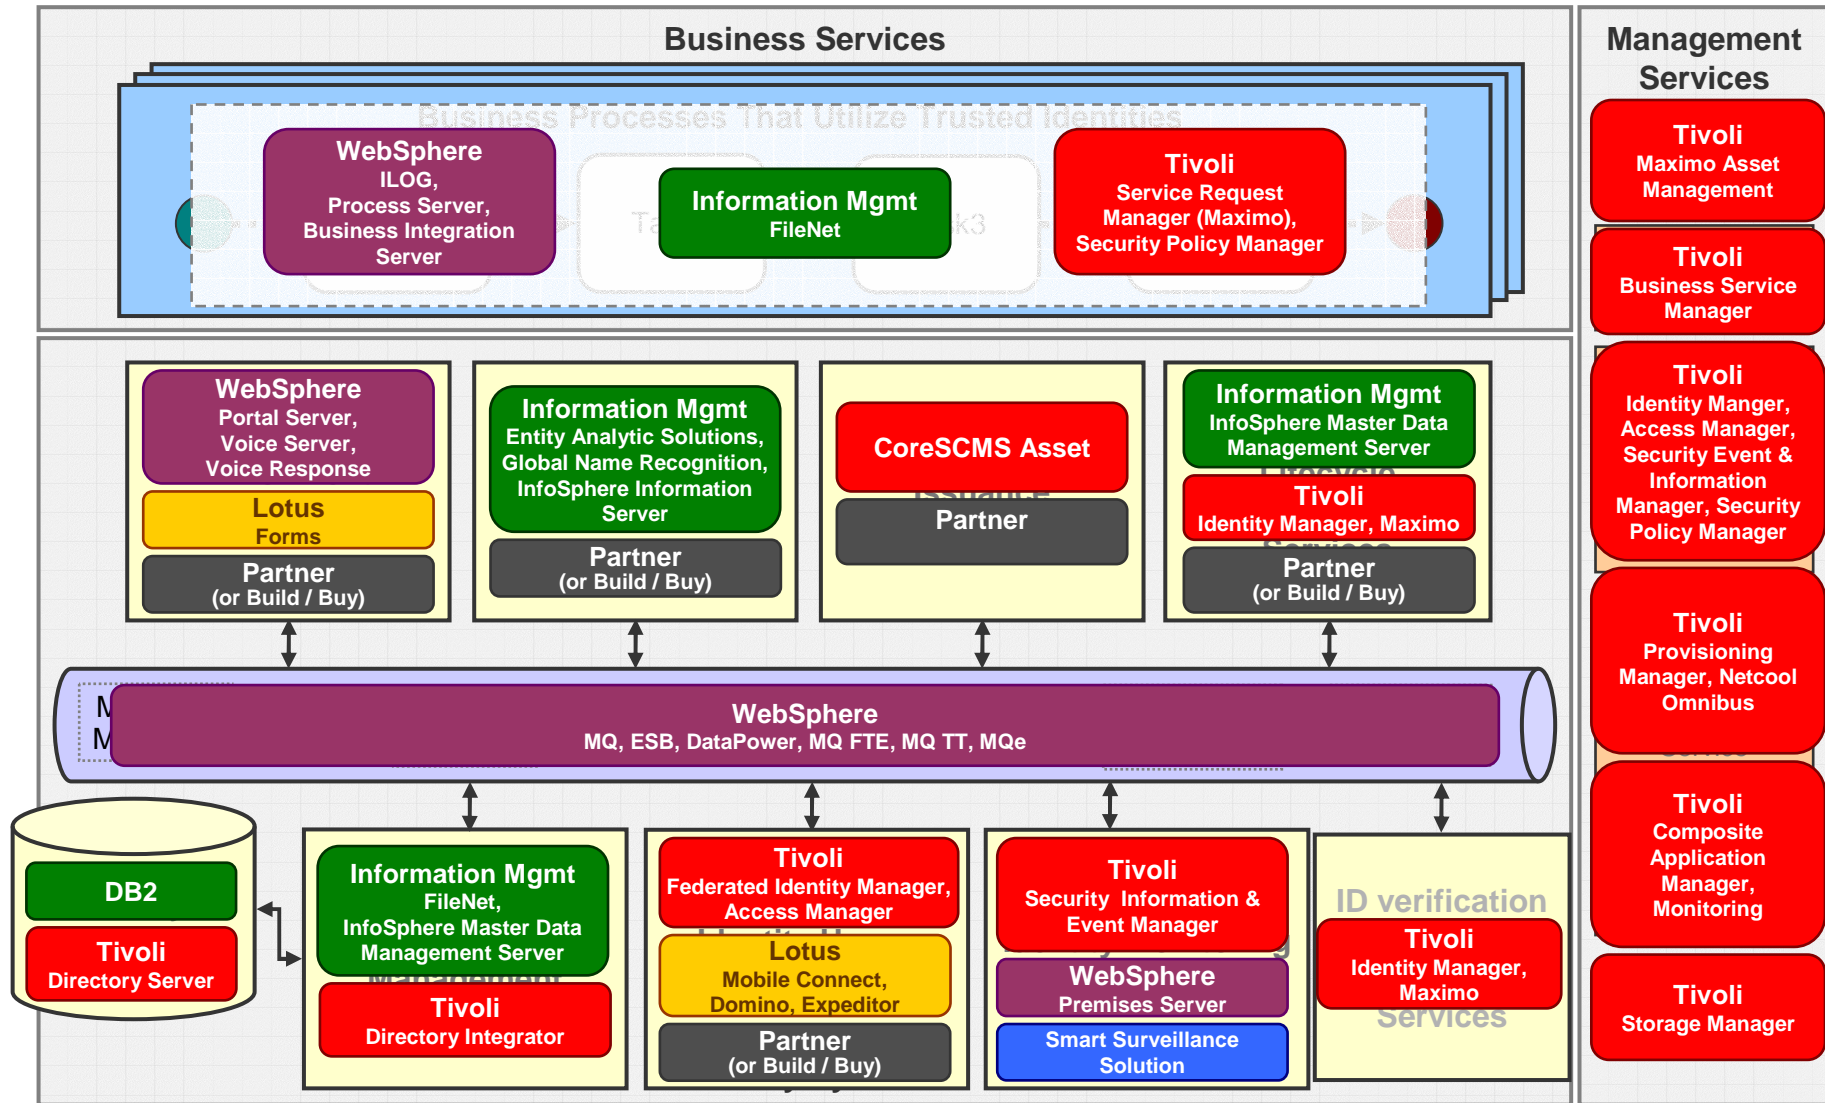 Business Services
Business Processes That Utilize Trusted Identities
WebSphere
ILOG,
Process Server,
Business Integration
Server
Information Mgmt
FileNet
Tivoli
Service Request
Manager (Maximo),
Security Policy Manager
WebSphere
Portal Server,
Voice Server,
Voice Response
Lotus
Forms
Partner
(or Build / Buy)
Information Mgmt
Entity Analytic Solutions,
Global Name Recognition,
InfoSphere Information
Server
Partner
(or Build / Buy)
CoreSCMS Asset
Issuance
Partner
Information Mgmt
InfoSphere Master Data
Management Server
Lifecycle
Tivoli
Identity Manager, Maximo
Services
Partner
(or Build / Buy)
WebSphere
MQ, ESB, DataPower, MQ FTE, MQ TT, MQe
DB2
Tivoli
Directory Server
Information Mgmt
FileNet,
InfoSphere Master Data
Management Server
Management
Tivoli
Directory Integrator
Tivoli
Federated Identity Manager,
Access Manager
Lotus
Mobile Connect,
Domino, Expeditor
Partner
(or Build / Buy)
Tivoli
Security Information &
Event Manager
WebSphere
Premises Server
Smart Surveillance
Solution
ID verification
Tivoli
Identity Manager,
Maximo
Services
Management
Services
Tivoli
Maximo Asset
Management
Tivoli
Business Service
Manager
Tivoli
Identity Manger,
Access Manager,
Security Event &
Information
Manager, Security
Policy Manager
Tivoli
Provisioning
Manager, Netcool
Omnibus
Tivoli
Composite
Application
Manager,
Monitoring
Tivoli
Storage Manager